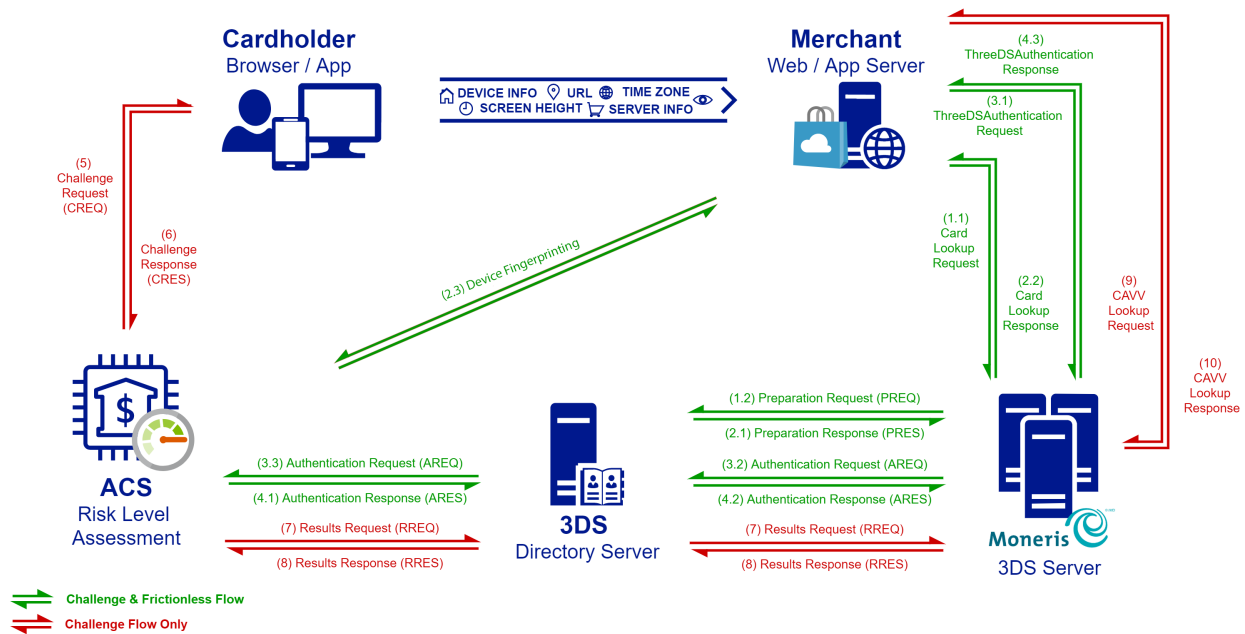 Cardholder
Browser / App
Merchant
Web / App Server
DEVICE INFO URL TIME ZONE
SCREEN HEIGHT SERVER INFO
(4.3)
ThreeDSAuthentication
Response
(3.1)
ThreeDSAuthentication
Request
(5)
Challenge
Request
(CREQ)
(6)
Challenge
Response
(CRES)
(2.3) Device Fingerprinting
(1.1)
Card
Lookup
Request
(2.2)
Card
Lookup
Response
(9)
CAVV
Lookup
Request
(10)
CAVV
Lookup
Response
$
ACS
Risk Level
Assessment
(3.3) Authentication Request (AREQ)
(4.1) Authentication Response (ARES)
(7) Results Request (RREQ)
(8) Results Response (RRES)
3DS
Directory Server
(1.2) Preparation Request (PREQ)
(2.1) Preparation Response (PRES)
(3.2) Authentication Request (AREQ)
(4.2) Authentication Response (ARES)
(7) Results Request (RREQ)
(8) Results Response (RRES)
Moneris
3DS Server
Challenge & Frictionless Flow
Challenge Flow Only